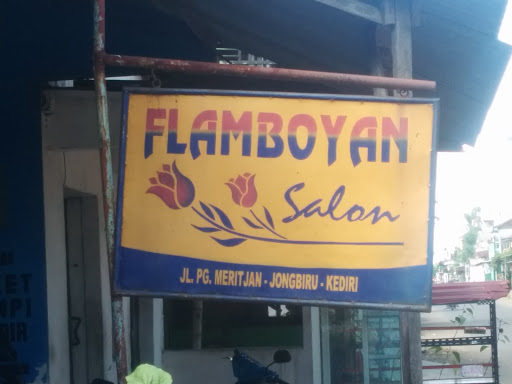 FLAMBOYAN
Salon
JL. PG. MERITJAN - JONGBIRU - KEDIRI